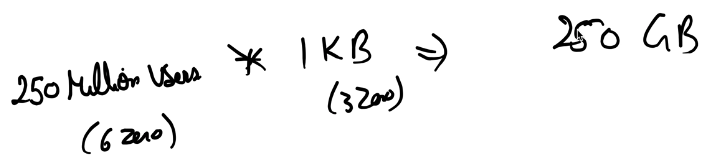 250 Million Users * 1 KB ⇒ 250 GB
(6 zero) (3 zero)